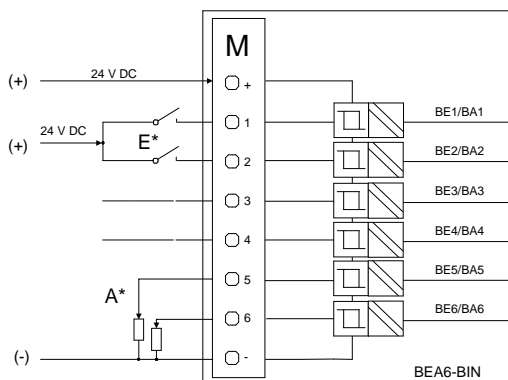 M
(+) 24 V DC +
(+) 24 V DC E* 1 BE1/BA1
2 BE2/BA2
3 BE3/BA3
4 BE4/BA4
A* 5 BE5/BA5
6 BE6/BA6
(-) -
BEA6-BIN